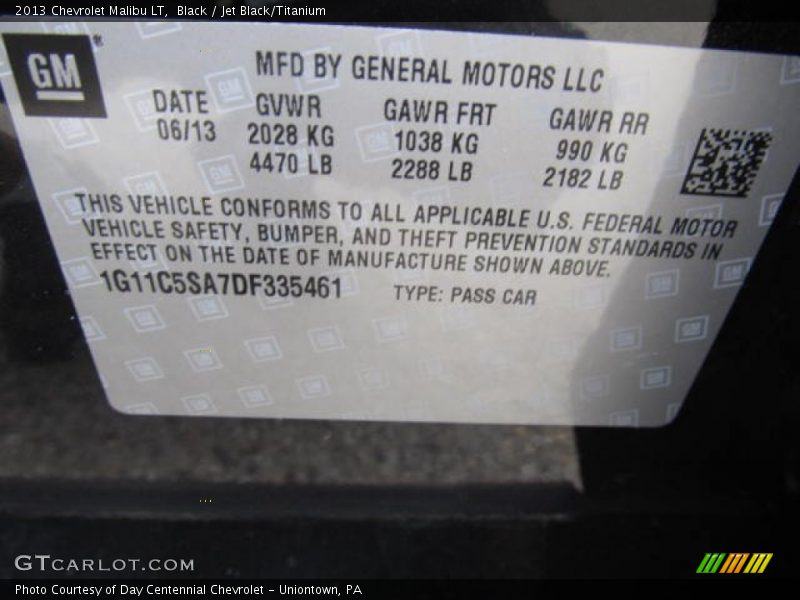 2013 Chevrolet Malibu LT,  Black / Jet Black/Titanium
GM
MFD BY GENERAL MOTORS LLC
DATE GVWR GAWR FRT GAWR RR
06/13 2028 KG 1038 KG 990 KG
4470 LB 2288 LB 2182 LB
THIS VEHICLE CONFORMS TO ALL APPLICABLE U.S. FEDERAL MOTOR
VEHICLE SAFETY, BUMPER, AND THEFT PREVENTION STANDARDS IN
EFFECT ON THE DATE OF MANUFACTURE SHOWN ABOVE.
1G11C5SA7DF335461 TYPE: PASS CAR
GTCARLOT.COM
Photo Courtesy of Day Centennial Chevrolet - Uniontown, PA